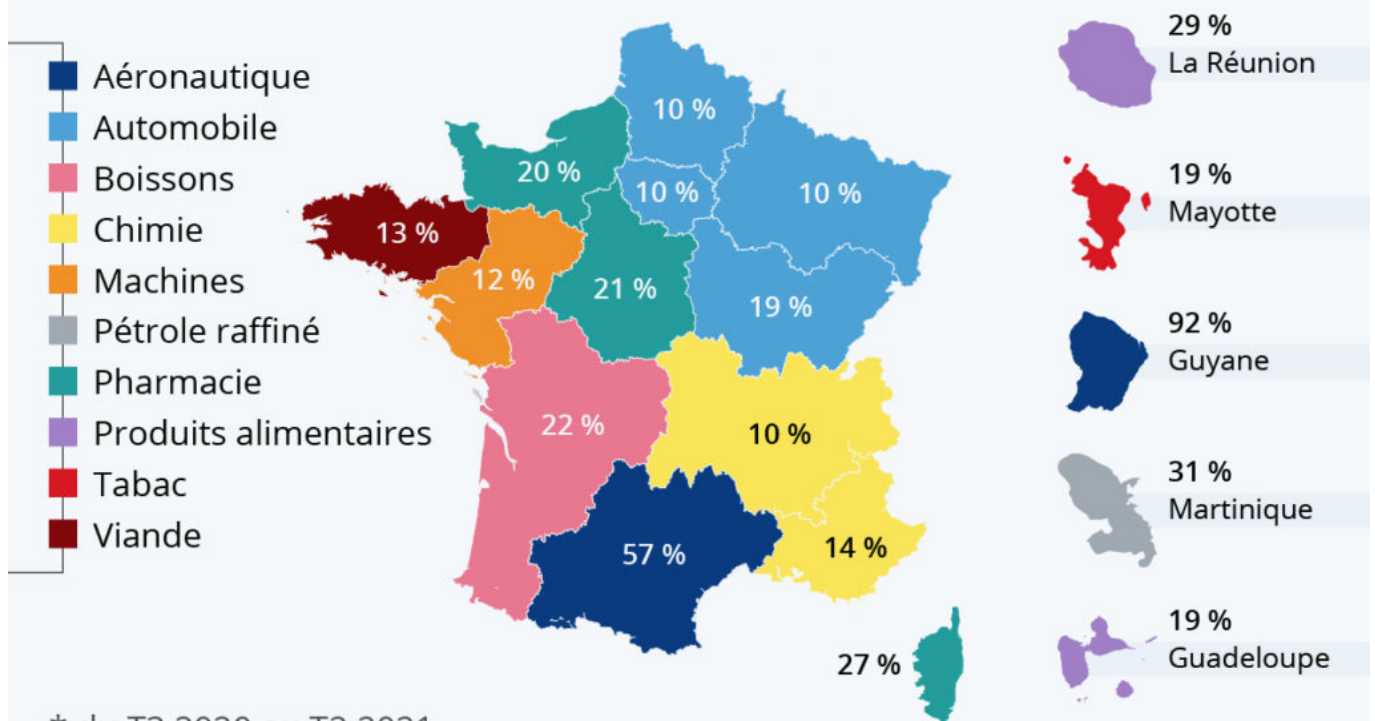 Aéronautique
Automobile
Boissons
Chimie
Machines
Pétrole raffiné
Pharmacie
Produits alimentaires
Tabac
Viande
10 %
20 %
10 %
10 %
13 %
12 %
21 %
19 %
22 %
10 %
57 %
14 %
27 %
29 %
La Réunion
19 %
Mayotte
92 %
Guyane
31 %
Martinique
19 %
Guadeloupe